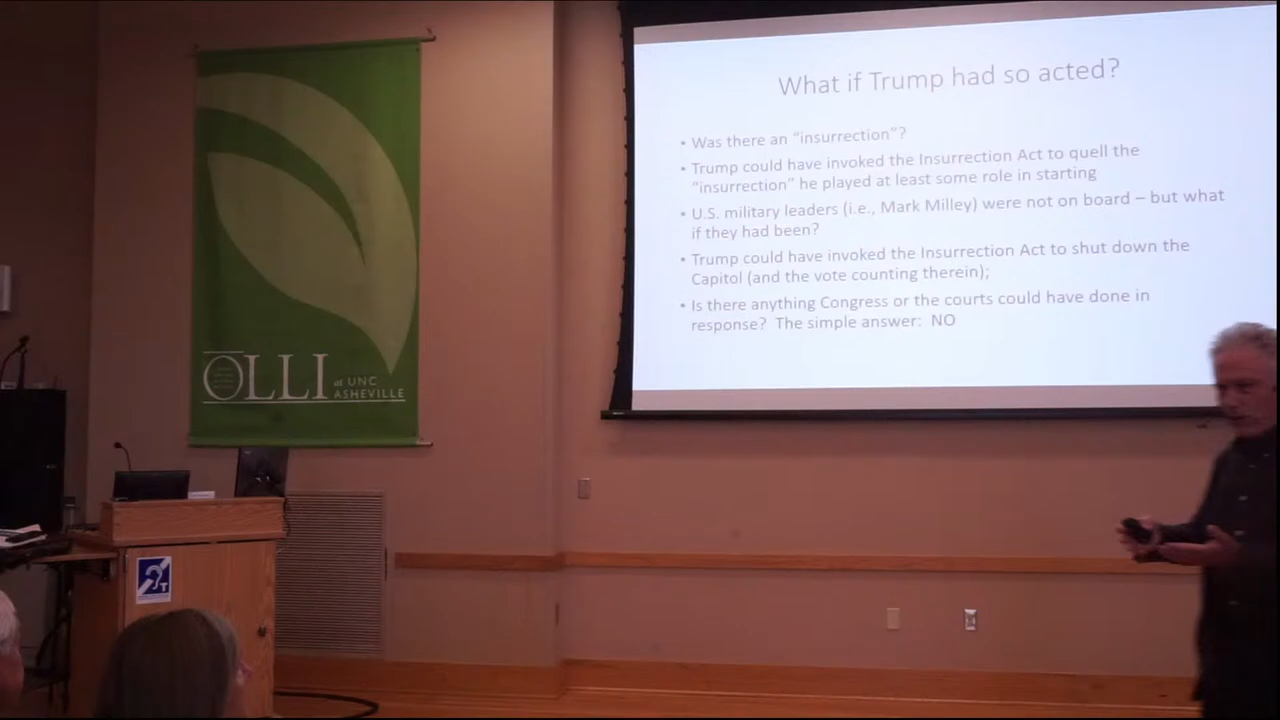 What if Trump had so acted?
• Was there an “insurrection”?
• Trump could have invoked the Insurrection Act to quell the
“insurrection” he played at least some role in starting
• U.S. military leaders (i.e., Mark Milley) were not on board – but what
if they had been?
• Trump could have invoked the Insurrection Act to shut down the
Capitol (and the vote counting therein);
• Is there anything Congress or the courts could have done in
response?  The simple answer:  NO
OLLI
at UNC
ASHEVILLE
T